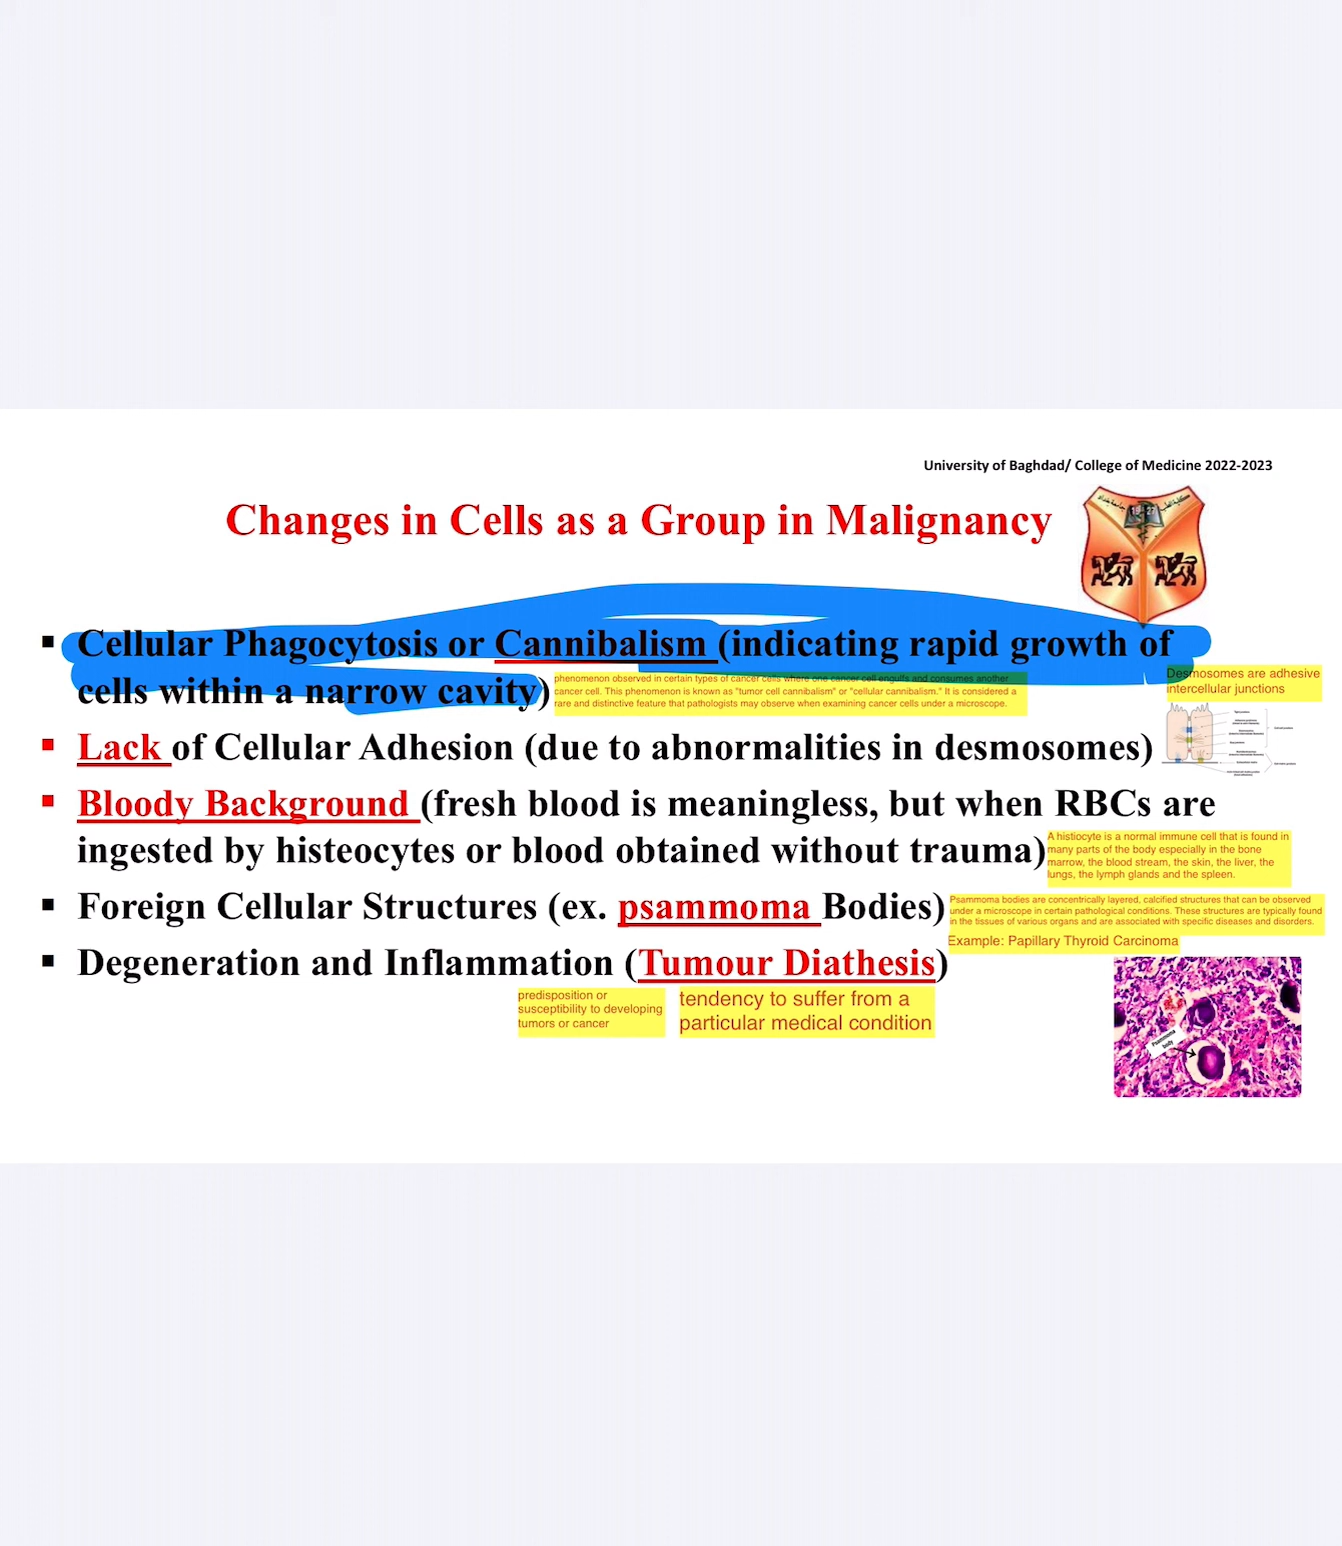 University of Baghdad/ College of Medicine 2022-2023
Changes in Cells as a Group in Malignancy
▪ Cellular Phagocytosis or Cannibalism (indicating rapid growth of
cells within a narrow cavity)
phenomenon observed in certain types of cancer cells where one cancer cell engulfs and consumes another
cancer cell. This phenomenon is known as "tumor cell cannibalism" or "cellular cannibalism." It is considered a
rare and distinctive feature that pathologists may observe when examining cancer cells under a microscope.
Desmosomes are adhesive
intercellular junctions
▪ Lack of Cellular Adhesion (due to abnormalities in desmosomes)
▪ Bloody Background (fresh blood is meaningless, but when RBCs are
ingested by histeocytes or blood obtained without trauma)
A histiocyte is a normal immune cell that is found in
many parts of the body especially in the bone
marrow, the blood stream, the skin, the liver, the
lungs, the lymph glands and the spleen.
▪ Foreign Cellular Structures (ex. psammoma Bodies)
Psammoma bodies are concentrically layered, calcified structures that can be observed
under a microscope in certain pathological conditions. These structures are typically found
in the tissues of various organs and are associated with specific diseases and disorders.
Example: Papillary Thyroid Carcinoma
▪ Degeneration and Inflammation (Tumour Diathesis)
predisposition or
susceptibility to developing
tumors or cancer
tendency to suffer from a
particular medical condition
Psammoma
body